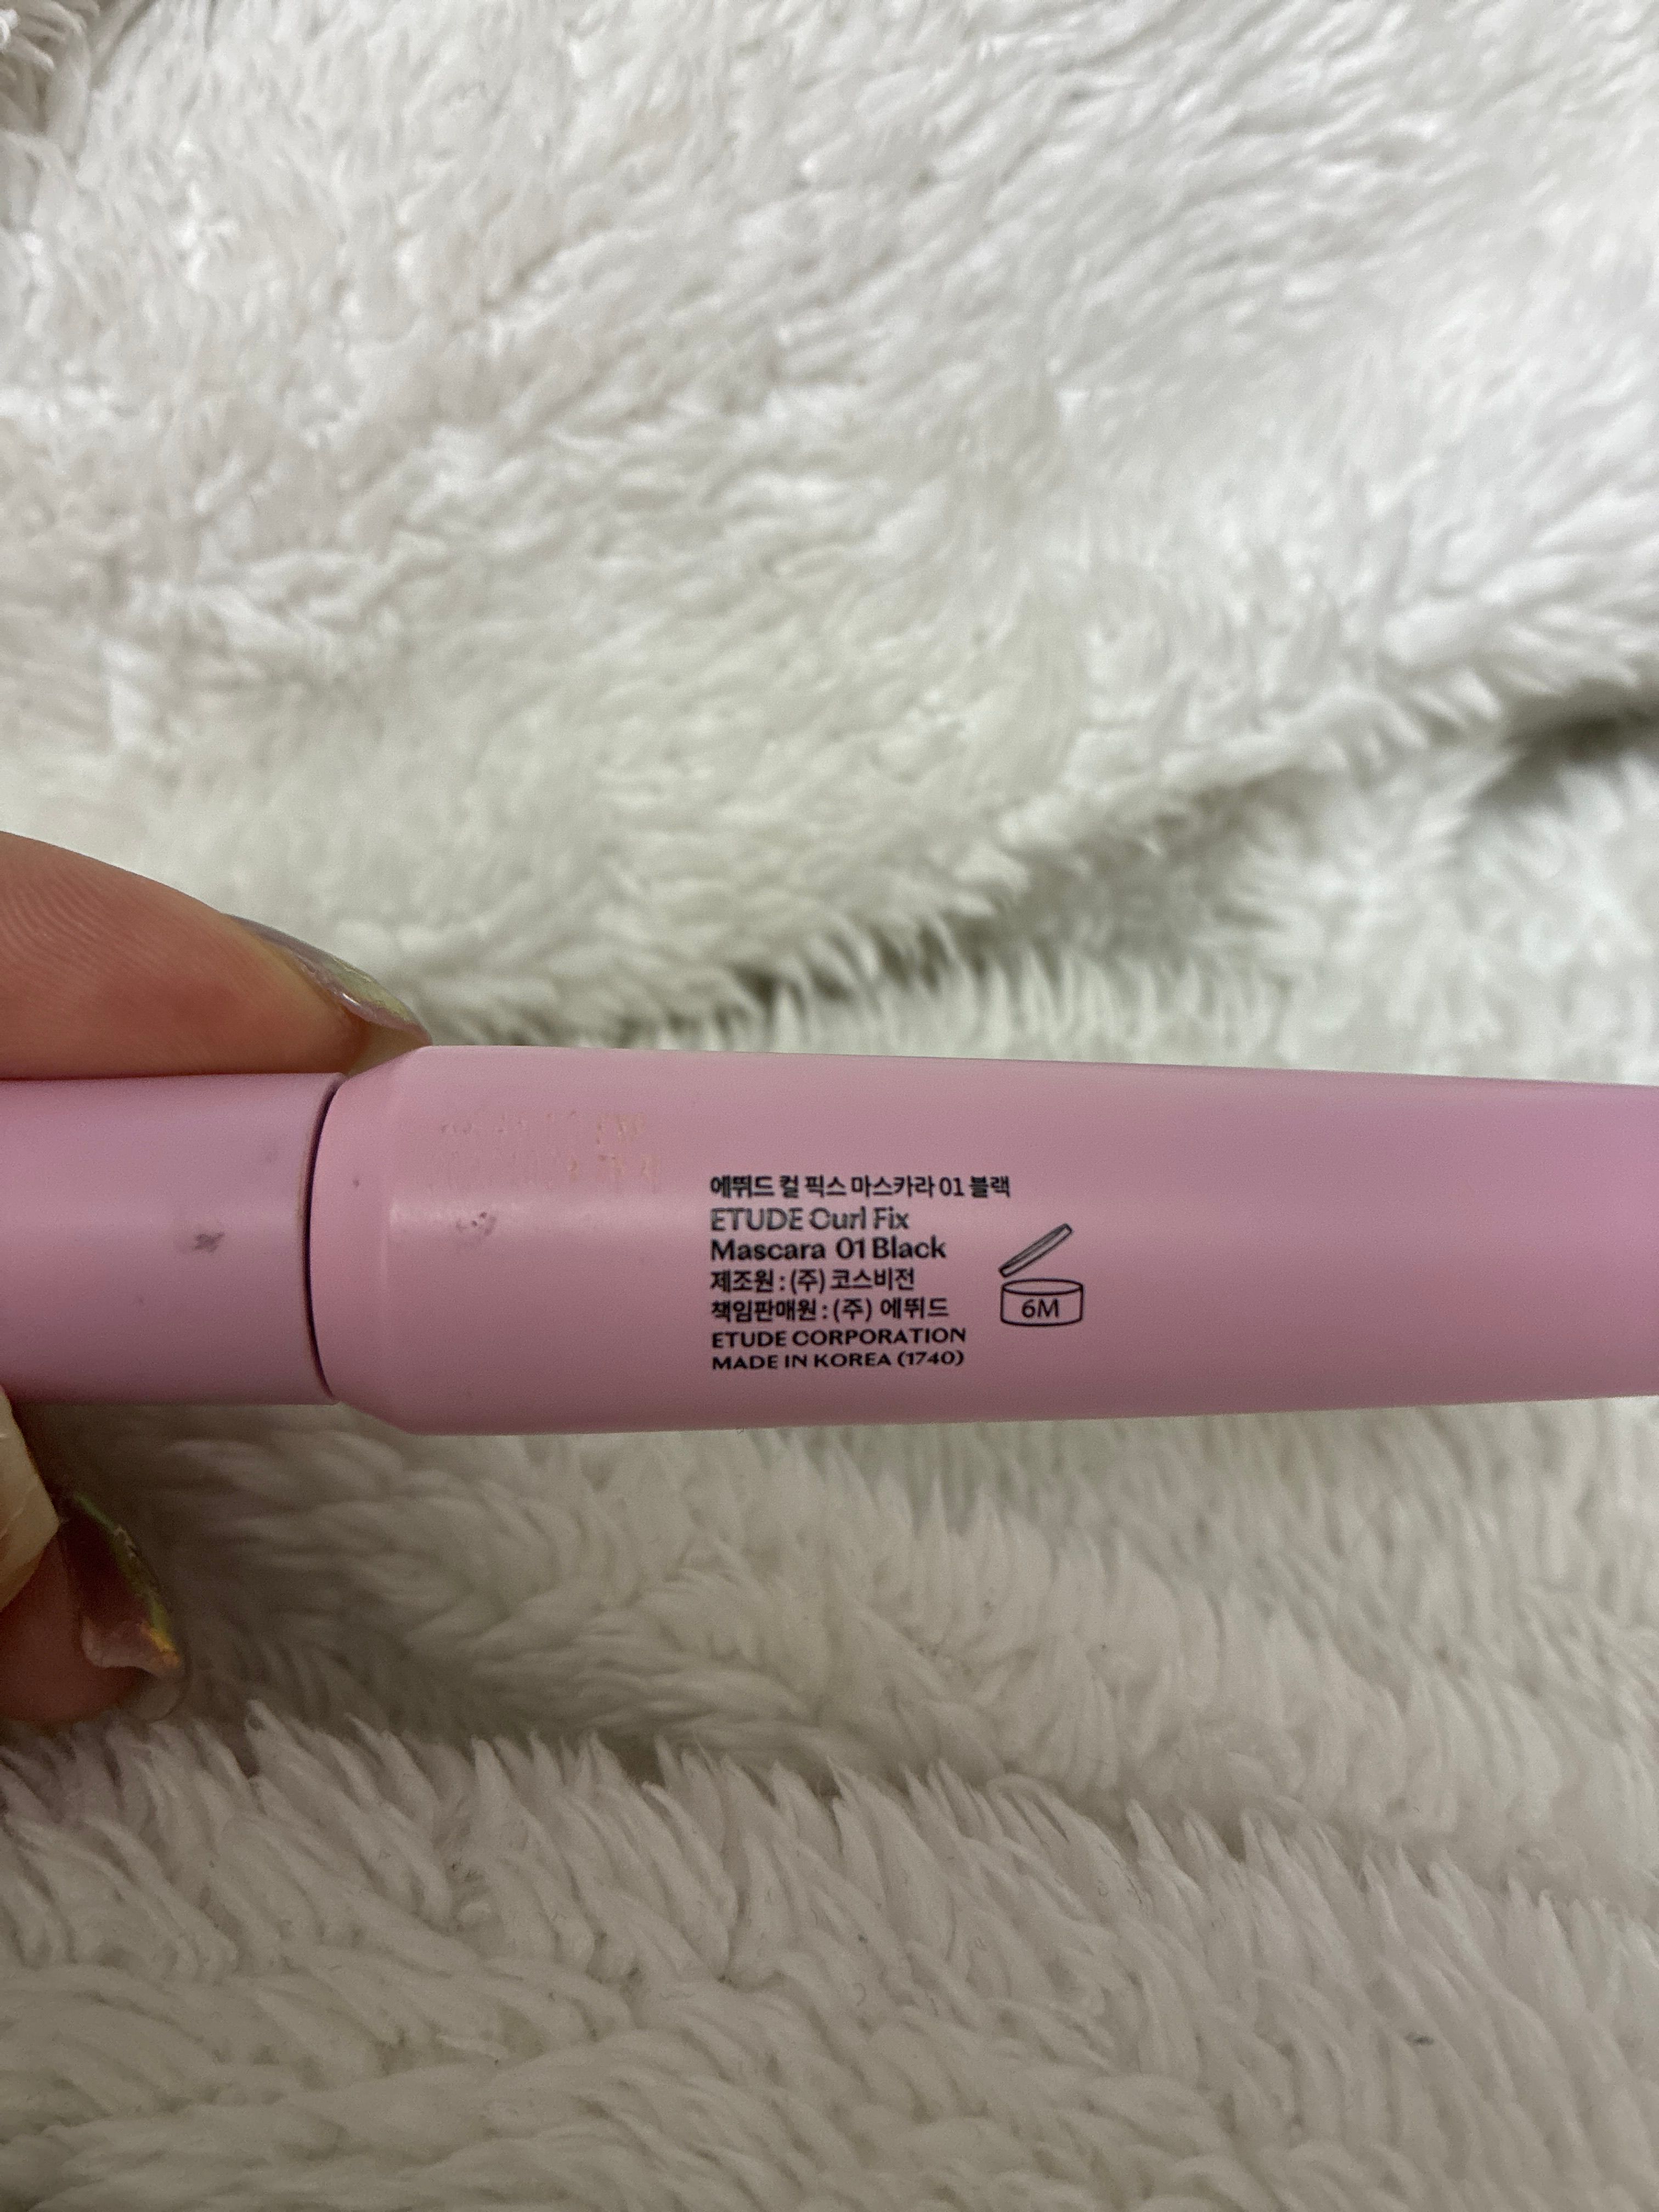 에뛰드 컬 픽스 마스카라 01 블랙
ETUDE Curl Fix
Mascara 01 Black
제조원 : (주) 코스비전
책임판매원 : (주) 에뛰드
ETUDE CORPORATION
MADE IN KOREA (1740)
6M